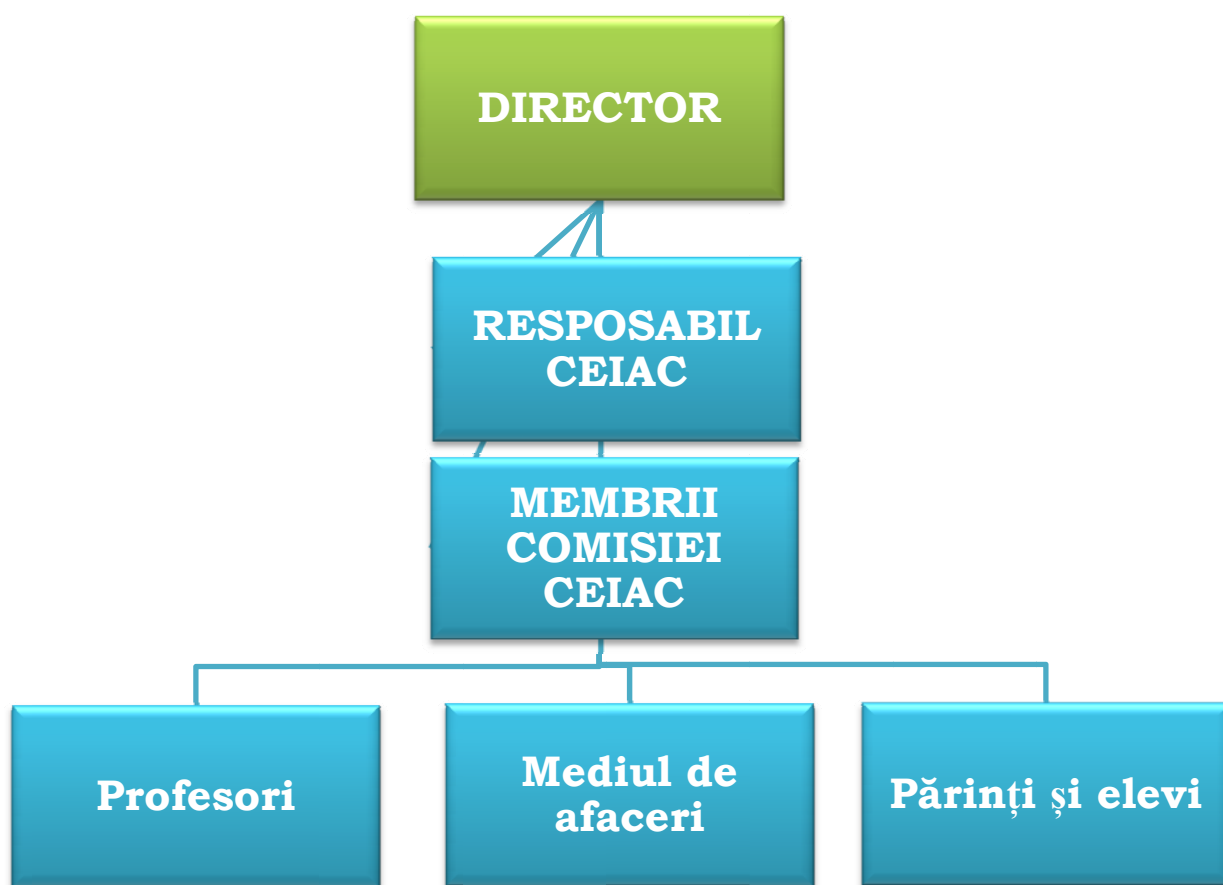 DIRECTOR
RESPOSABIL
CEIAC
MEMBRII
COMISIEI
CEIAC
Profesori
Mediul de
afaceri
Părinți și elevi